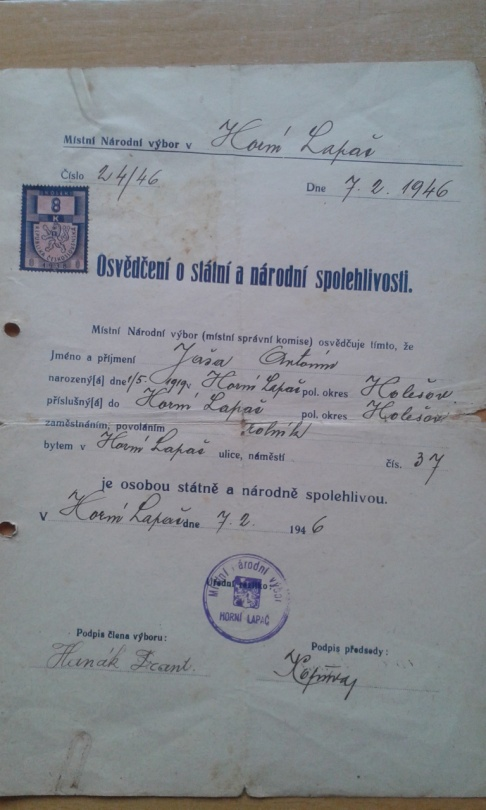 Místní Národní výbor v Horní Lapač
Číslo 24/46
Dne 7. 2. 1946
8
K
Osvědčení o státní a národní spolehlivosti.
Místní Národní výbor (místní správní komise) osvědčuje tímto, že
Jméno a příjmení Jaša Antonín
narozený[á] dne 1/5. 1919 v Horní Lapač pol. okres Holešov
příslušný[á] do Horní Lapač pol. okres Holešov
zaměstnáním, povoláním rolník
bytem v Horní Lapač ulice, náměstí čís. 37
je osobou státně a národně spolehlivou.
V Horní Lapač dne 7. 2. 1946
Místní národní výbor
HORNÍ LAPAČ
Podpis člena výboru:
Podpis předsedy:
Hunák